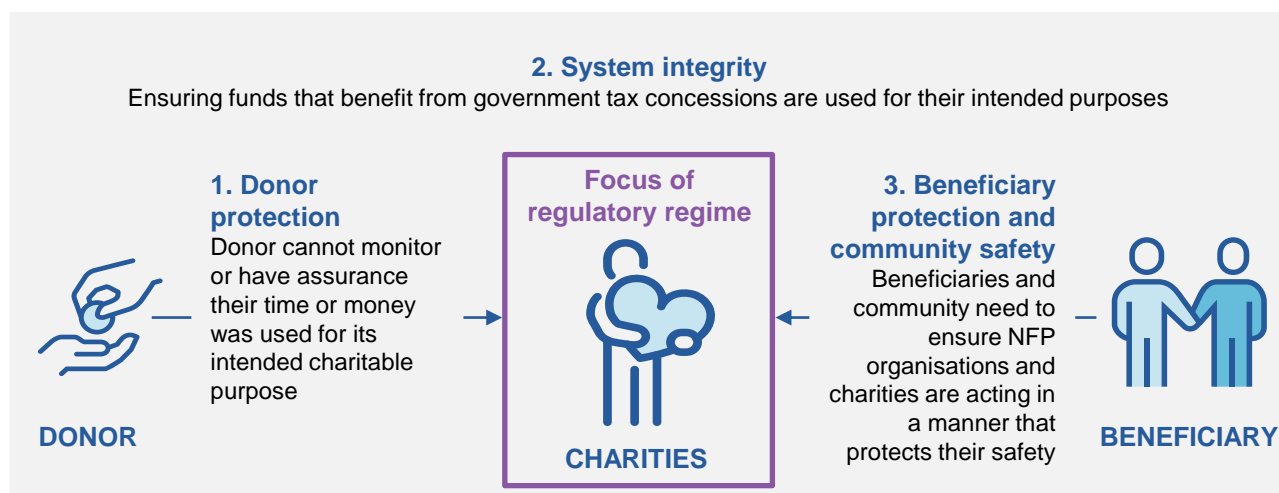 2. System integrity
Ensuring funds that benefit from government tax concessions are used for their intended purposes
1. Donor
protection
Donor cannot monitor
or have assurance
their time or money
was used for its
intended charitable
purpose
DONOR
Focus of
regulatory regime
CHARITIES
3. Beneficiary
protection and
community safety
Beneficiaries and
community need to
ensure NFP
organisations and
charities are acting in
a manner that
protects their safety
BENEFICIARY